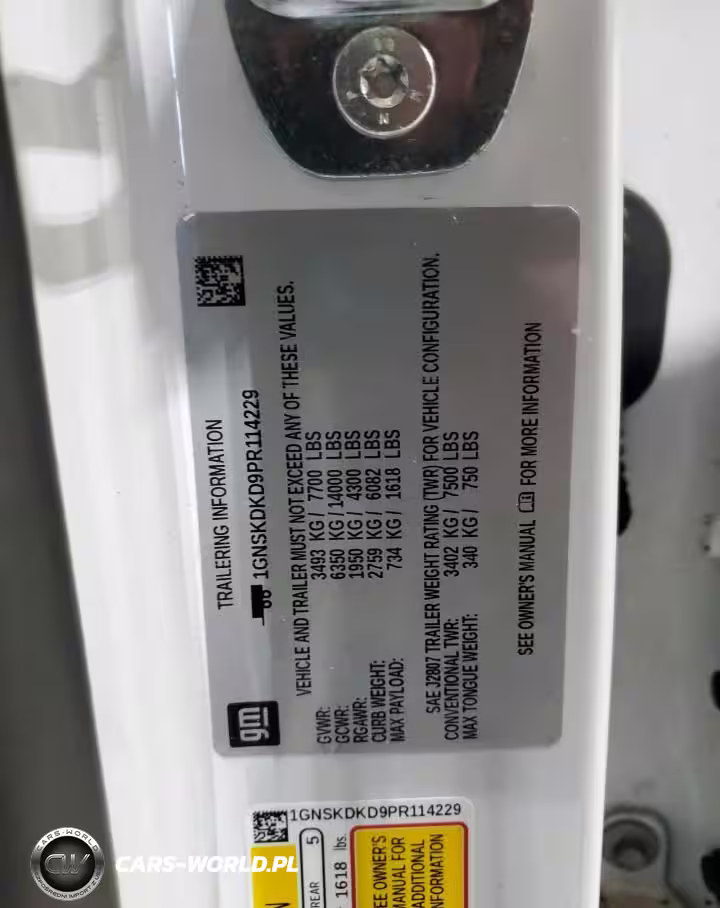 gm
TRAILERING INFORMATION
1GNSKDKD9PR114229
VEHICLE AND TRAILER MUST NOT EXCEED ANY OF THESE VALUES.
GVWR: 3493 KG / 7700 LBS
GCWR: 6350 KG / 14000 LBS
RGAWR: 1950 KG / 4300 LBS
CURB WEIGHT: 2759 KG / 6082 LBS
MAX PAYLOAD: 734 KG / 1618 LBS
SAE J2807 TRAILER WEIGHT RATING (TWR) FOR VEHICLE CONFIGURATION.
CONVENTIONAL TWR: 3402 KG / 7500 LBS
MAX TONGUE WEIGHT: 340 KG / 750 LBS
SEE OWNER'S MANUAL FOR MORE INFORMATION
1GNSKDKD9PR114229
REAR 5
1618 lbs.
SEE OWNER'S
MANUAL FOR
ADDITIONAL
INFORMATION
CARS-WORLD
CW
CARS-WORLD.PL